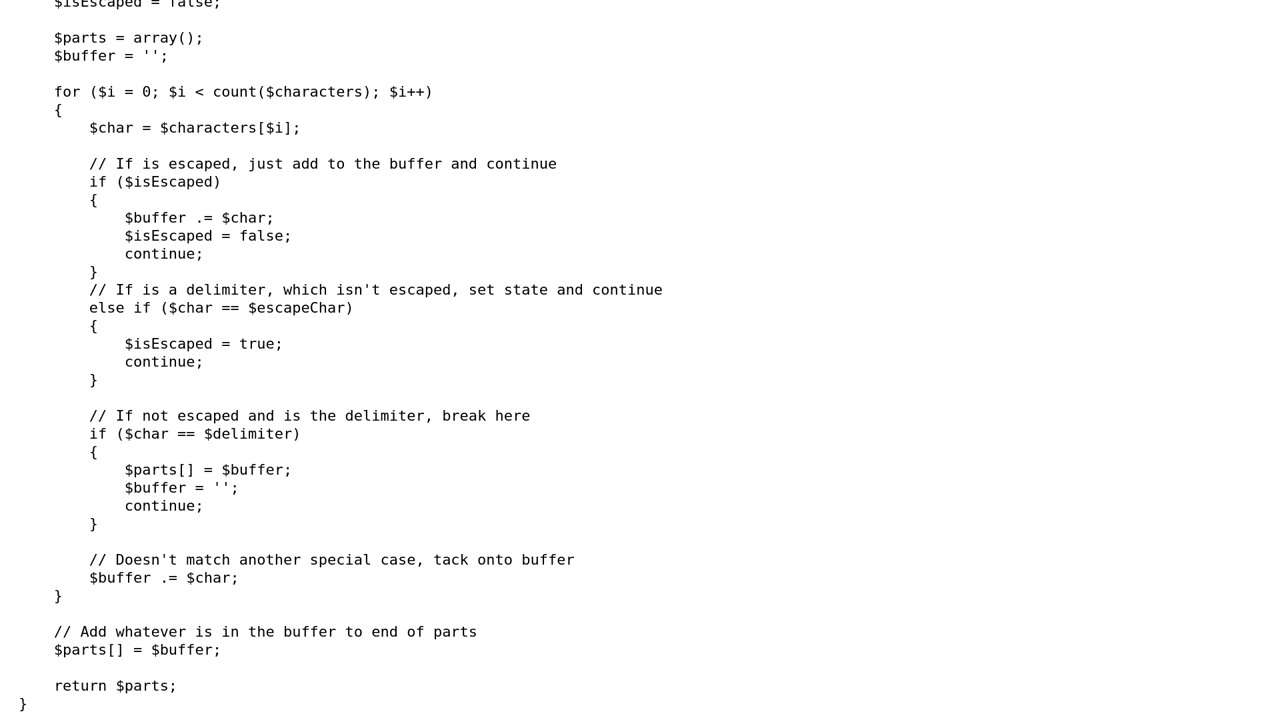 $isEscaped = false;
$parts = array();
$buffer = '';
for ($i = 0; $i < count($characters); $i++)
{
$char = $characters[$i];
// If is escaped, just add to the buffer and continue
if ($isEscaped)
{
$buffer .= $char;
$isEscaped = false;
continue;
}
// If is a delimiter, which isn't escaped, set state and continue
else if ($char == $escapeChar)
{
$isEscaped = true;
continue;
}
// If not escaped and is the delimiter, break here
if ($char == $delimiter)
{
$parts[] = $buffer;
$buffer = '';
continue;
}
// Doesn't match another special case, tack onto buffer
$buffer .= $char;
}
// Add whatever is in the buffer to end of parts
$parts[] = $buffer;
return $parts;
}